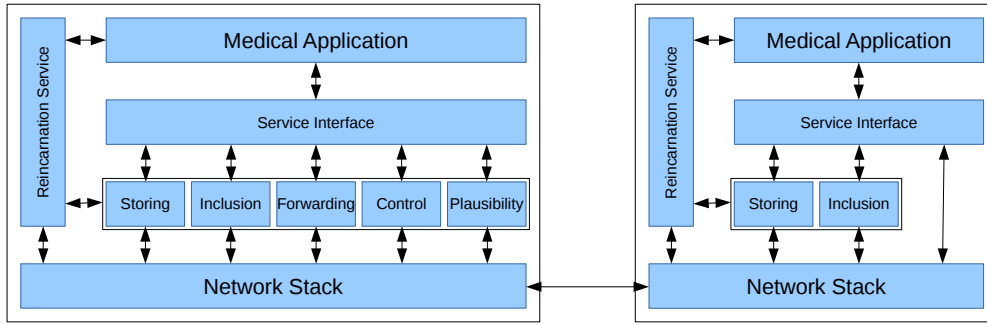 Reincarnation Service
Medical Application
Service Interface
Storing
Inclusion
Forwarding
Control
Plausibility
Network Stack
Reincarnation Service
Medical Application
Service Interface
Storing
Inclusion
Network Stack